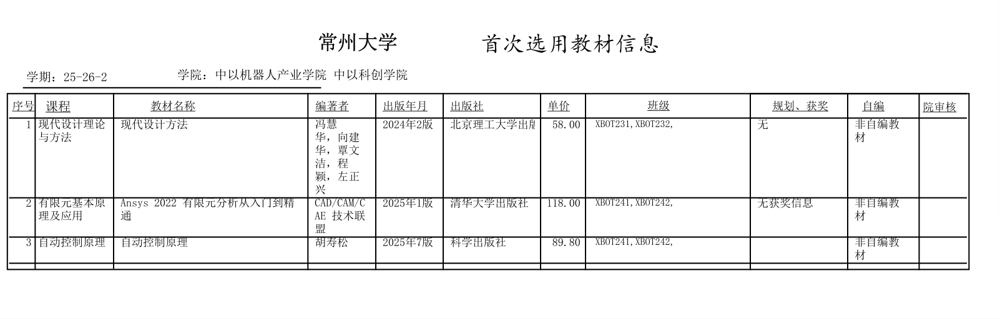 常州大学 首次选用教材信息
学期：25-26-2 学院：中以机器人产业学院 中以科创学院
序号 课程 教材名称 编著者 出版年月 出版社 单价 班级 规划、获奖 自编 院审核
1 现代设计理论 现代设计方法 冯慧 2024年2版 北京理工大学出版 58.00 XBOT231,XBOT232, 无 非自编教
与方法 华，向建 材
华，覃文
洁，程
颖，左正
兴
2 有限元基本原 Ansys 2022 有限元分析从入门到精 CAD/CAM/C 2025年1版 清华大学出版社 118.00 XBOT241,XBOT242, 无获奖信息 非自编教
理及应用 通 AE 技术联 材
盟
3 自动控制原理 自动控制原理 胡寿松 2025年7版 科学出版社 89.80 XBOT241,XBOT242, 非自编教
材